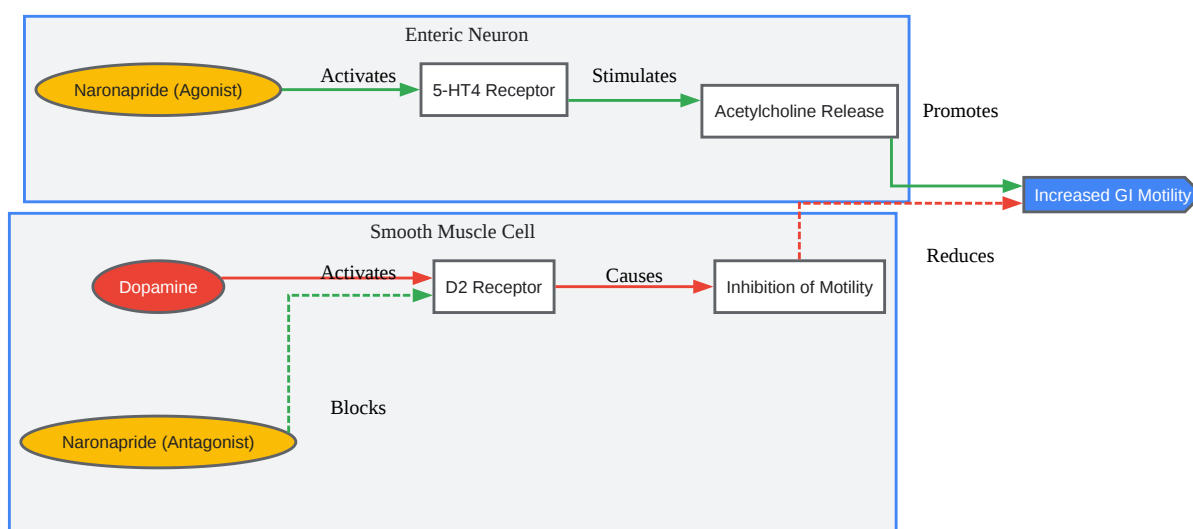 Enteric Neuron
Naronapride (Agonist)
Activates
5-HT4 Receptor
Stimulates
Acetylcholine Release
Promotes
Increased GI Motility
Smooth Muscle Cell
Dopamine
Activates
D2 Receptor
Causes
Inhibition of Motility
Reduces
Blocks
Naronapride (Antagonist)